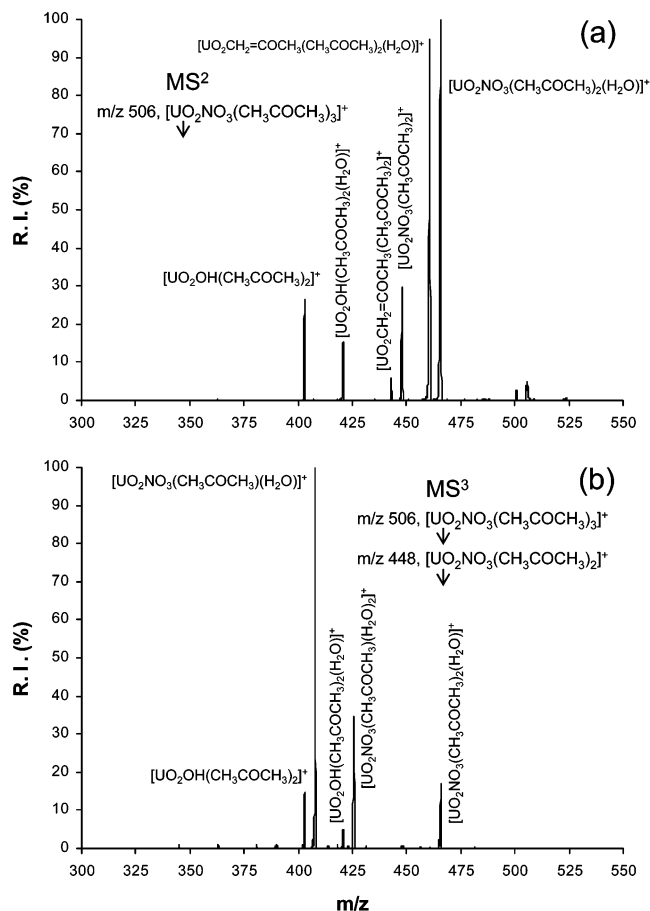 (a)
[UO₂CH₂=COCH₃(CH₃COCH₃)₂(H₂O)]⁺
MS²
[UO₂NO₃(CH₃COCH₃)₂(H₂O)]⁺
m/z 506, [UO₂NO₃(CH₃COCH₃)₃]⁺
[UO₂OH(CH₃COCH₃)₂(H₂O)]⁺
[UO₂CH₂=COCH₃(CH₃COCH₃)₂]⁺
[UO₂NO₃(CH₃COCH₃)₂]⁺
[UO₂OH(CH₃COCH₃)₂]⁺
R. I. (%)
100
90
80
70
60
50
40
30
20
10
0
300 325 350 375 400 425 450 475 500 525 550
(b)
[UO₂NO₃(CH₃COCH₃)(H₂O)]⁺
MS³
m/z 506, [UO₂NO₃(CH₃COCH₃)₃]⁺
m/z 448, [UO₂NO₃(CH₃COCH₃)₂]⁺
[UO₂OH(CH₃COCH₃)₂(H₂O)]⁺
[UO₂NO₃(CH₃COCH₃)(H₂O)₂]⁺
[UO₂NO₃(CH₃COCH₃)₂(H₂O)]⁺
[UO₂OH(CH₃COCH₃)₂]⁺
R. I. (%)
100
90
80
70
60
50
40
30
20
10
0
300 325 350 375 400 425 450 475 500 525 550
m/z